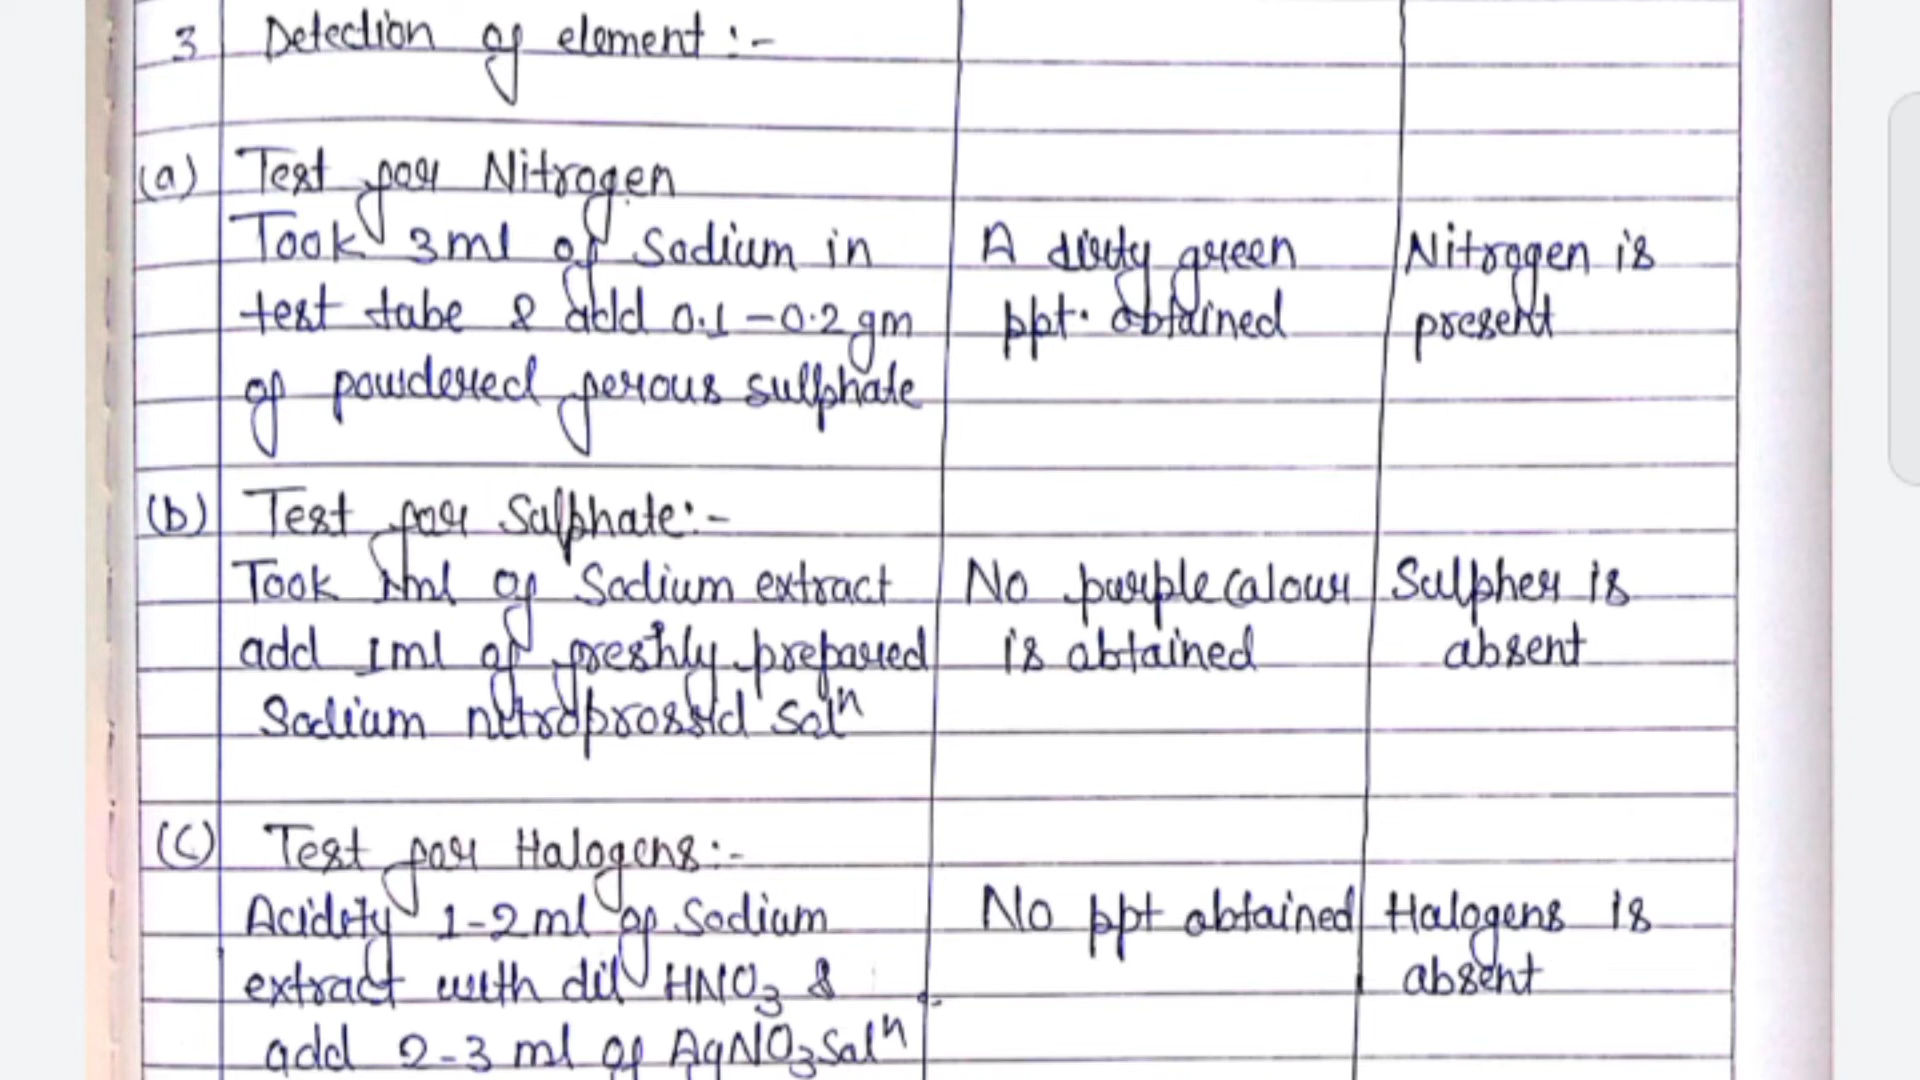 3 Detection of element :-
(a) Test for Nitrogen
Took 3ml of Sodium in
test tabe & add 0.1 - 0.2 gm
of powdered ferous sulphate
A dirty green
ppt. obtained
Nitrogen is
present
(b) Test for Sulphate:-
Took 1ml of Sodium extract
add 1ml of freshly prepared
Sodium nitroprossid Solⁿ
No purple Colour
is obtained
Sulpher is
absent
(C) Test for Halogens:-
Acidity 1-2 ml of Sodium
extract with dil HNO₃ &
add 2-3 ml of AgNO₃ Solⁿ
No ppt obtained
Halogens is
absent